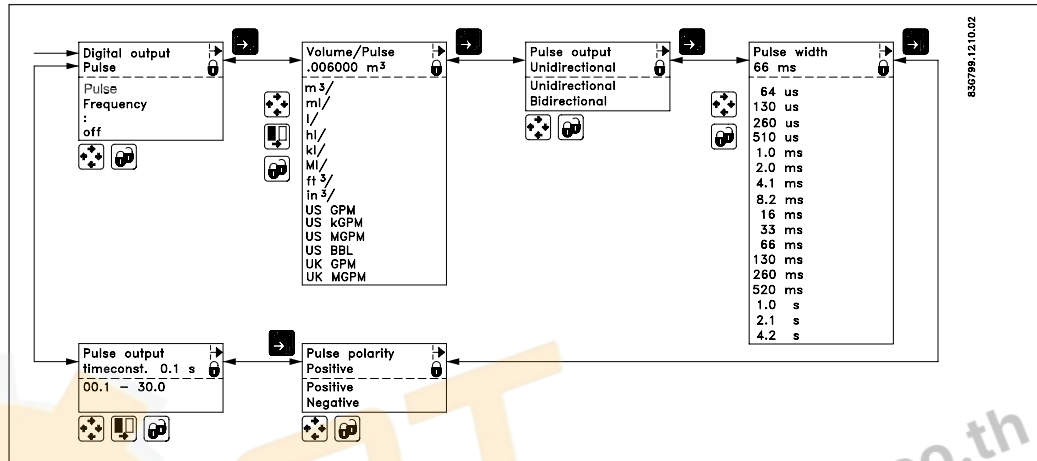 Digital output
Pulse
Pulse
Frequency
:
off
Volume/Pulse
.006000 m³
m³/
ml/
l/
hl/
kl/
Ml/
ft³/
in³/
US GPM
US kGPM
US MGPM
US BBL
UK GPM
UK MGPM
Pulse output
Unidirectional
Unidirectional
Bidirectional
Pulse width
66 ms
64 us
130 us
260 us
510 us
1.0 ms
2.0 ms
4.1 ms
8.2 ms
16 ms
33 ms
66 ms
130 ms
260 ms
520 ms
1.0 s
2.1 s
4.2 s
83G799.1210.02
Pulse output
timeconst. 0.1 s
00.1 – 30.0
Pulse polarity
Positive
Positive
Negative
.th